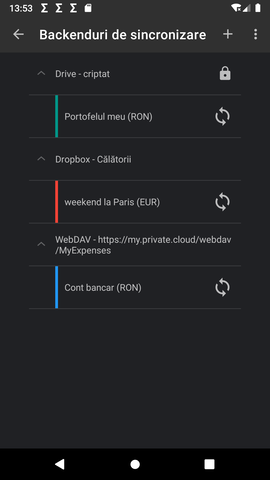 13:53
Backenduri de sincronizare
Drive - criptat
Portofelul meu (RON)
Dropbox - Călătorii
weekend la Paris (EUR)
WebDAV - https://my.private.cloud/webdav
/MyExpenses
Cont bancar (RON)